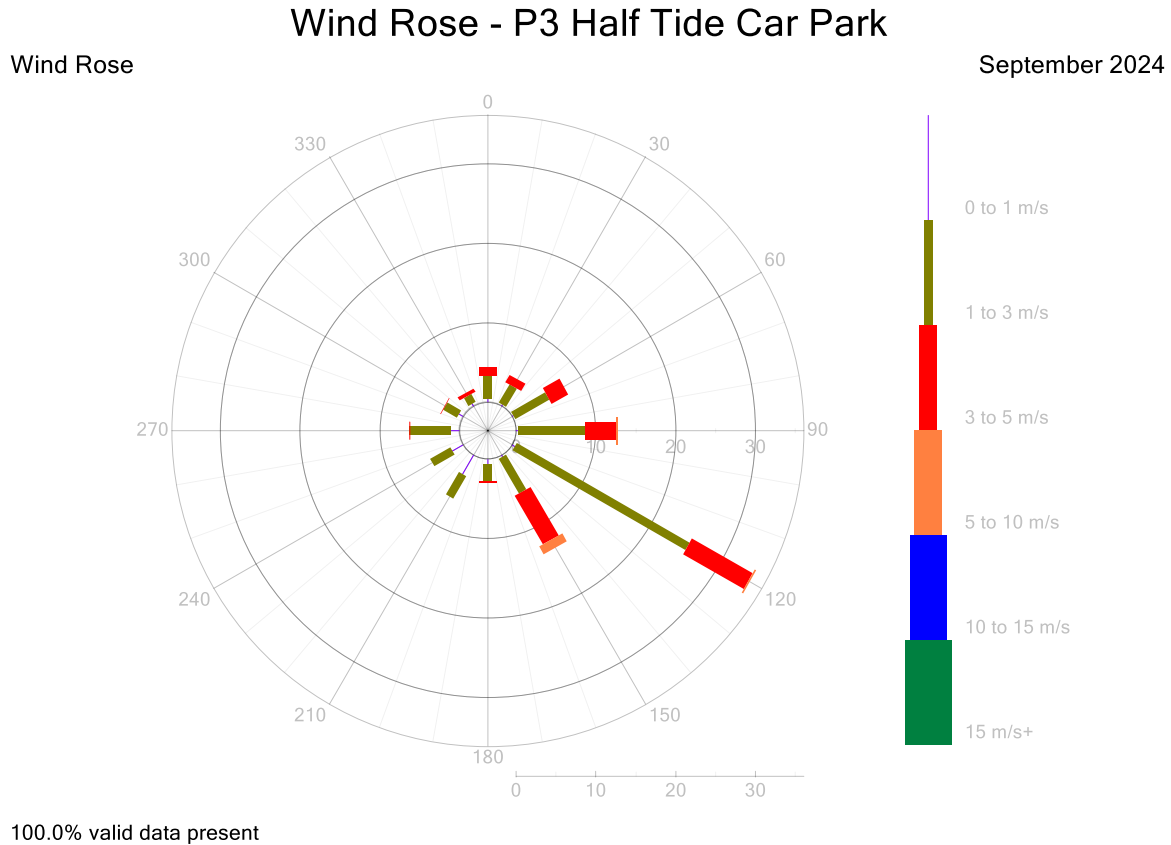 Wind Rose - P3 Half Tide Car Park
Wind Rose
September 2024
0
330
30
300
60
270
10
20
30
90
240
120
210
150
180
0 to 1 m/s
1 to 3 m/s
3 to 5 m/s
5 to 10 m/s
10 to 15 m/s
15 m/s+
0 10 20 30
100.0% valid data present